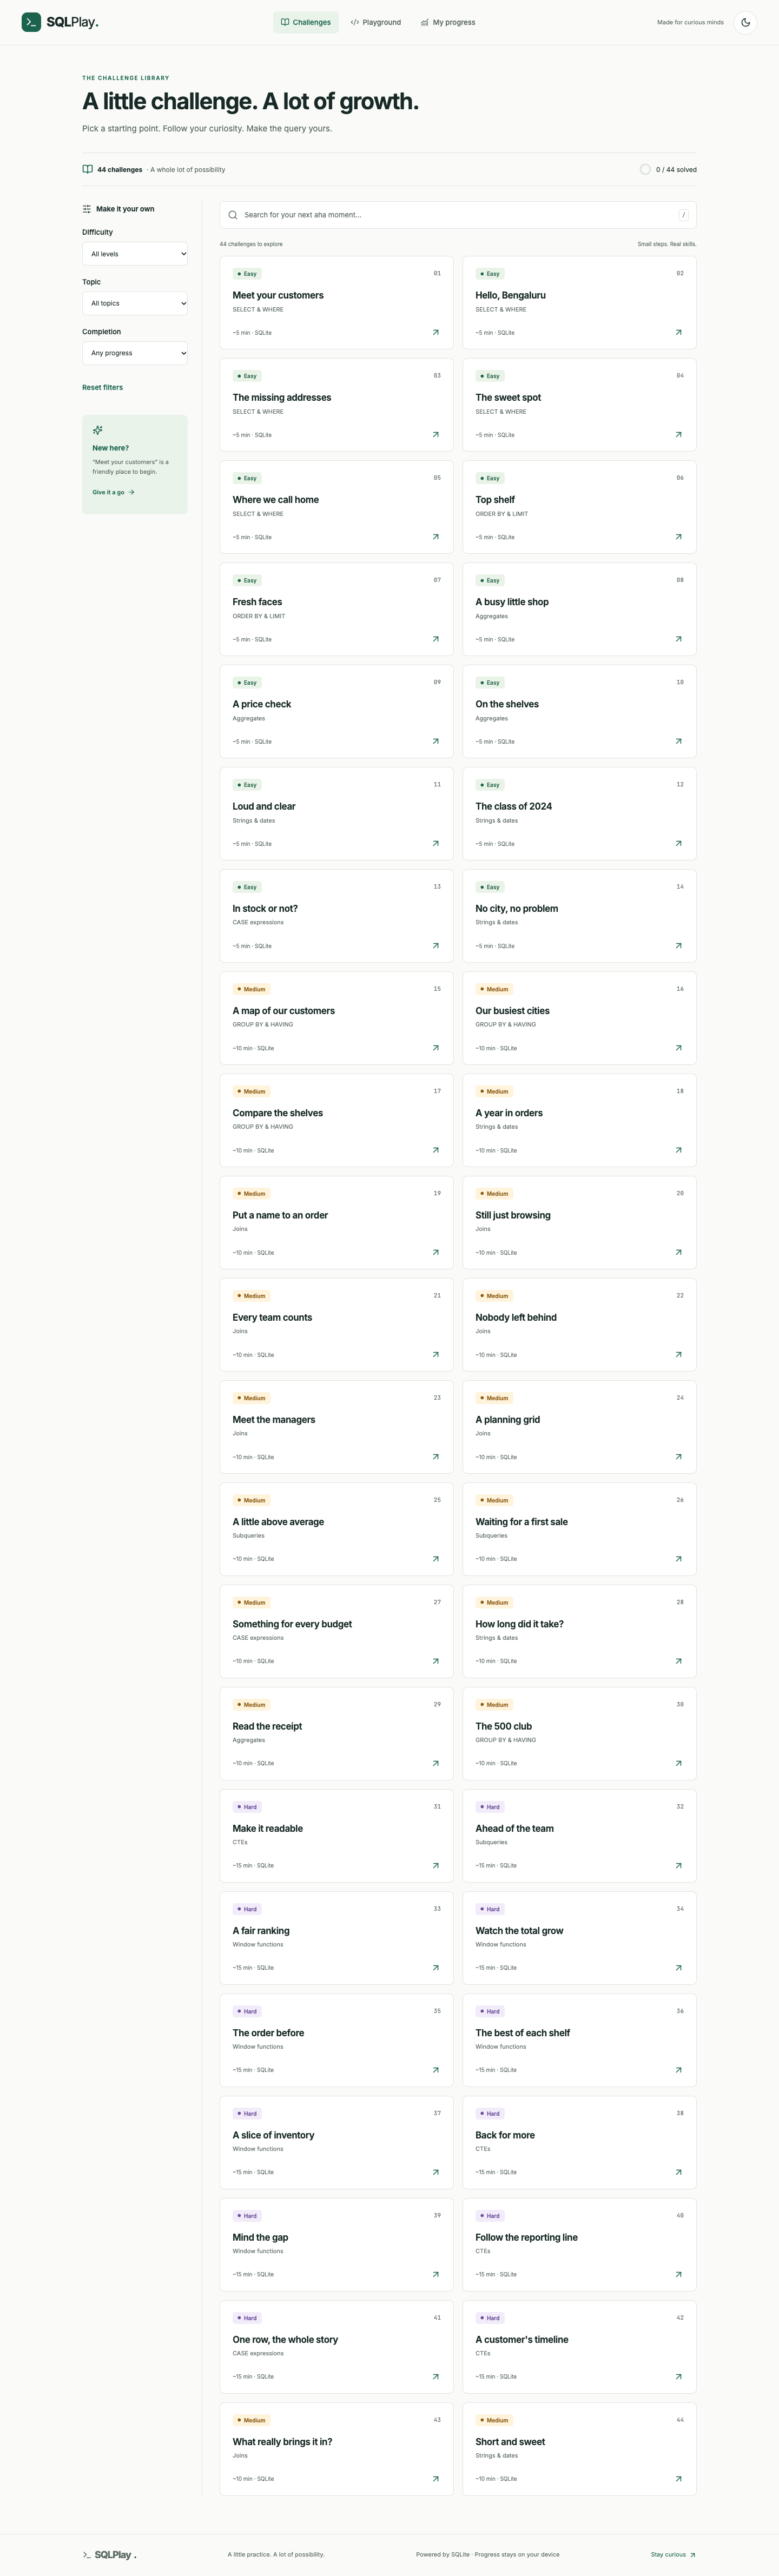 SQLPlay.
Challenges
Playground
My progress
Made for curious minds
THE CHALLENGE LIBRARY
A little challenge. A lot of growth.
Pick a starting point. Follow your curiosity. Make the query yours.
44 challenges · A whole lot of possibility
0 / 44 solved
Make it your own
Difficulty
All levels
Topic
All topics
Completion
Any progress
Reset filters
New here?
"Meet your customers" is a
friendly place to begin.
Give it a go
Search for your next aha moment...
/
44 challenges to explore
Small steps. Real skills.
Easy
01
Meet your customers
SELECT & WHERE
~5 min · SQLite
Easy
02
Hello, Bengaluru
SELECT & WHERE
~5 min · SQLite
Easy
03
The missing addresses
SELECT & WHERE
~5 min · SQLite
Easy
04
The sweet spot
SELECT & WHERE
~5 min · SQLite
Easy
05
Where we call home
SELECT & WHERE
~5 min · SQLite
Easy
06
Top shelf
ORDER BY & LIMIT
~5 min · SQLite
Easy
07
Fresh faces
ORDER BY & LIMIT
~5 min · SQLite
Easy
08
A busy little shop
Aggregates
~5 min · SQLite
Easy
09
A price check
Aggregates
~5 min · SQLite
Easy
10
On the shelves
Aggregates
~5 min · SQLite
Easy
11
Loud and clear
Strings & dates
~5 min · SQLite
Easy
12
The class of 2024
Strings & dates
~5 min · SQLite
Easy
13
In stock or not?
CASE expressions
~5 min · SQLite
Easy
14
No city, no problem
Strings & dates
~5 min · SQLite
Medium
15
A map of our customers
GROUP BY & HAVING
~10 min · SQLite
Medium
16
Our busiest cities
GROUP BY & HAVING
~10 min · SQLite
Medium
17
Compare the shelves
GROUP BY & HAVING
~10 min · SQLite
Medium
18
A year in orders
Strings & dates
~10 min · SQLite
Medium
19
Put a name to an order
Joins
~10 min · SQLite
Medium
20
Still just browsing
Joins
~10 min · SQLite
Medium
21
Every team counts
Joins
~10 min · SQLite
Medium
22
Nobody left behind
Joins
~10 min · SQLite
Medium
23
Meet the managers
Joins
~10 min · SQLite
Medium
24
A planning grid
Joins
~10 min · SQLite
Medium
25
A little above average
Subqueries
~10 min · SQLite
Medium
26
Waiting for a first sale
Subqueries
~10 min · SQLite
Medium
27
Something for every budget
CASE expressions
~10 min · SQLite
Medium
28
How long did it take?
Strings & dates
~10 min · SQLite
Medium
29
Read the receipt
Aggregates
~10 min · SQLite
Medium
30
The 500 club
GROUP BY & HAVING
~10 min · SQLite
Hard
31
Make it readable
CTEs
~15 min · SQLite
Hard
32
Ahead of the team
Subqueries
~15 min · SQLite
Hard
33
A fair ranking
Window functions
~15 min · SQLite
Hard
34
Watch the total grow
Window functions
~15 min · SQLite
Hard
35
The order before
Window functions
~15 min · SQLite
Hard
36
The best of each shelf
Window functions
~15 min · SQLite
Hard
37
A slice of inventory
Window functions
~15 min · SQLite
Hard
38
Back for more
CTEs
~15 min · SQLite
Hard
39
Mind the gap
Window functions
~15 min · SQLite
Hard
40
Follow the reporting line
CTEs
~15 min · SQLite
Hard
41
One row, the whole story
CASE expressions
~15 min · SQLite
Hard
42
A customer's timeline
CTEs
~15 min · SQLite
Medium
43
What really brings it in?
Joins
~10 min · SQLite
Medium
44
Short and sweet
Strings & dates
~10 min · SQLite
SQLPlay .
A little practice. A lot of possibility.
Powered by SQLite · Progress stays on your device
Stay curious